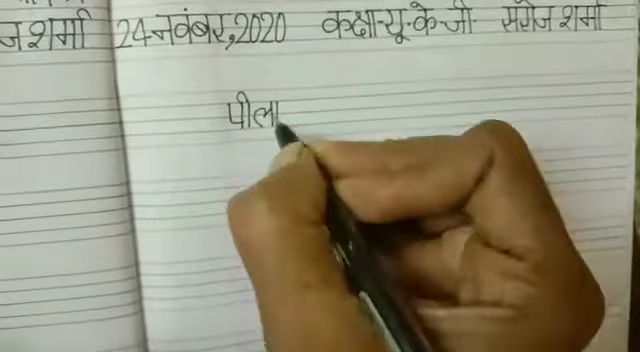 ज शर्मा
24-नवंबर,2020 कक्षा-यू-के-जी- सरोज शर्मा
पीला